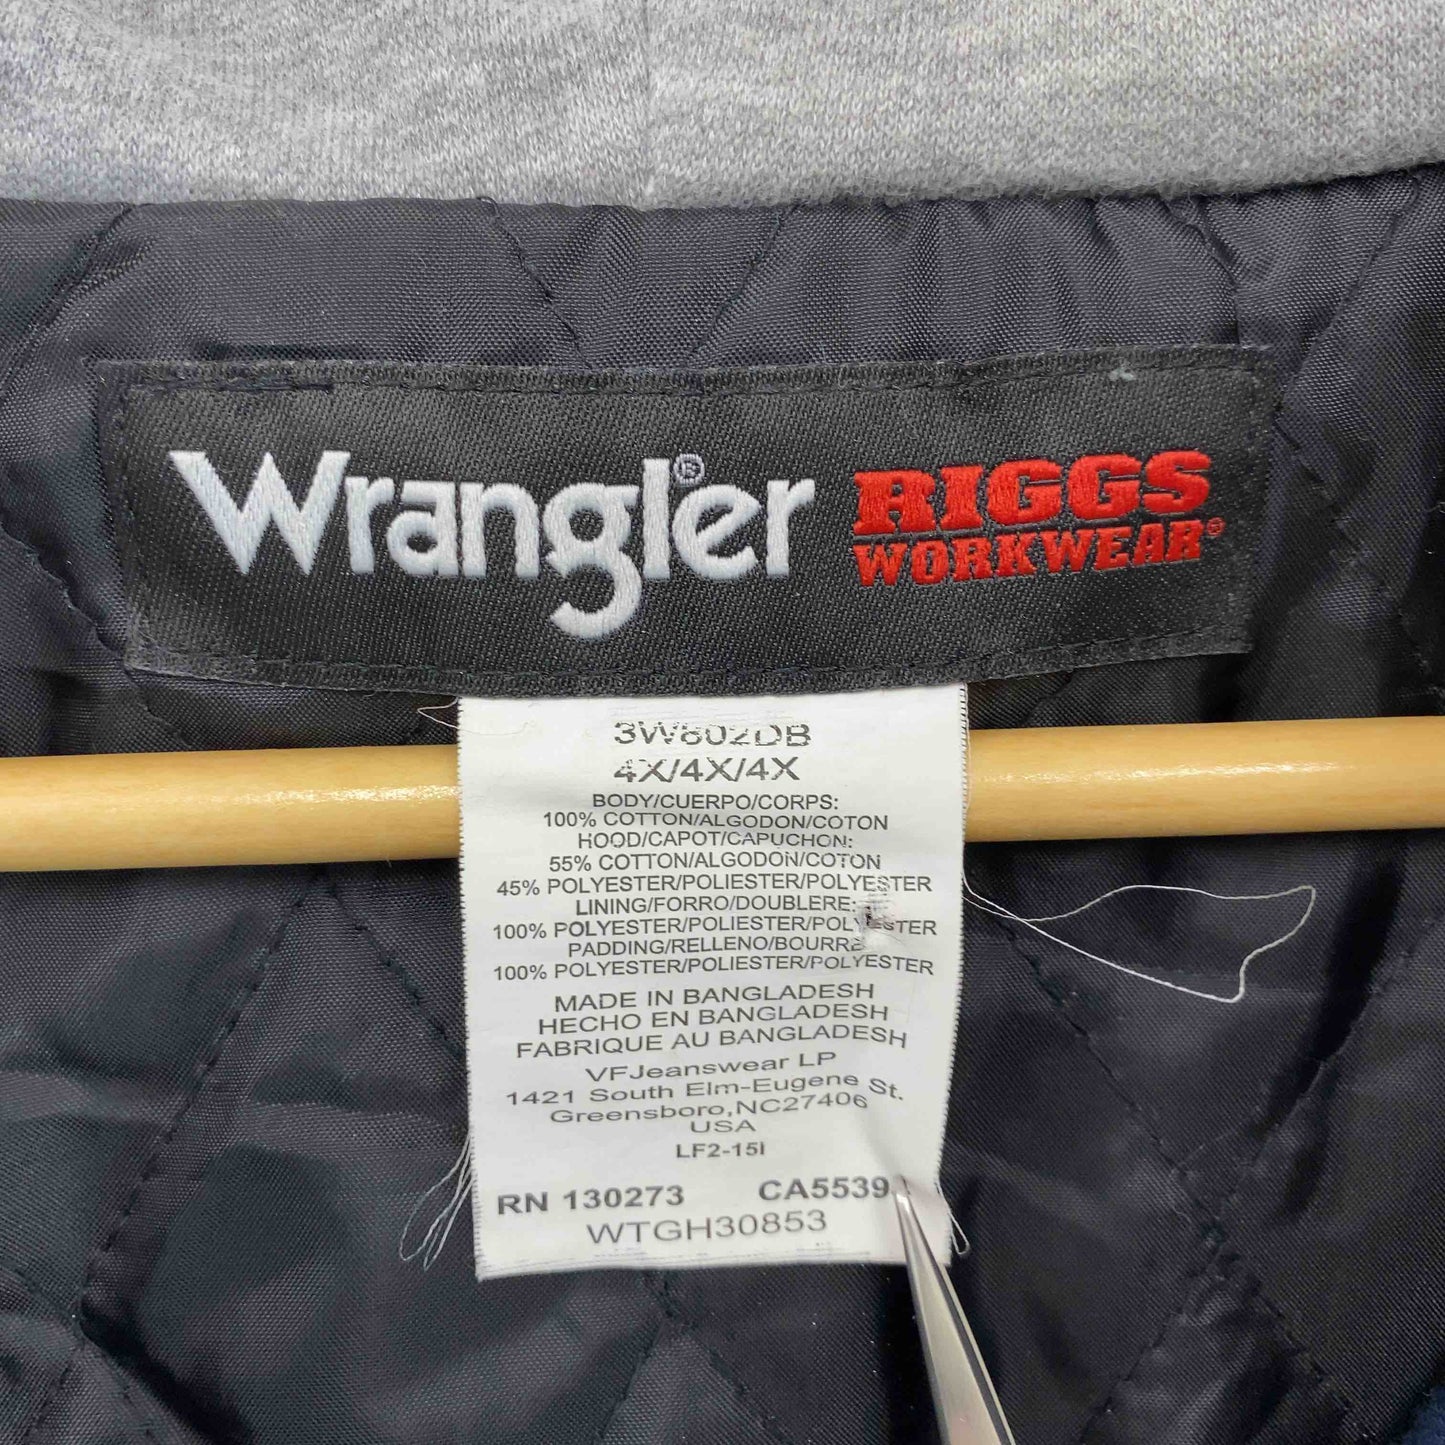 Wrangler® RIGGS
WORKWEAR®
3W802DB
4X/4X/4X
BODY/CUERPO/CORPS:
100% COTTON/ALGODON/COTON
HOOD/CAPOT/CAPUCHON:
55% COTTON/ALGODON/COTON
45% POLYESTER/POLIESTER/POLYESTER
LINING/FORRO/DOUBLERE:
100% POLYESTER/POLIESTER/POLYESTER
PADDING/RELLENO/BOURRE
100% POLYESTER/POLIESTER/POLYESTER
MADE IN BANGLADESH
HECHO EN BANGLADESH
FABRIQUE AU BANGLADESH
VFJeanswear LP
1421 South Elm-Eugene St.
Greensboro,NC27406
USA
LF2-15I
RN 130273 CA5539
WTGH30853